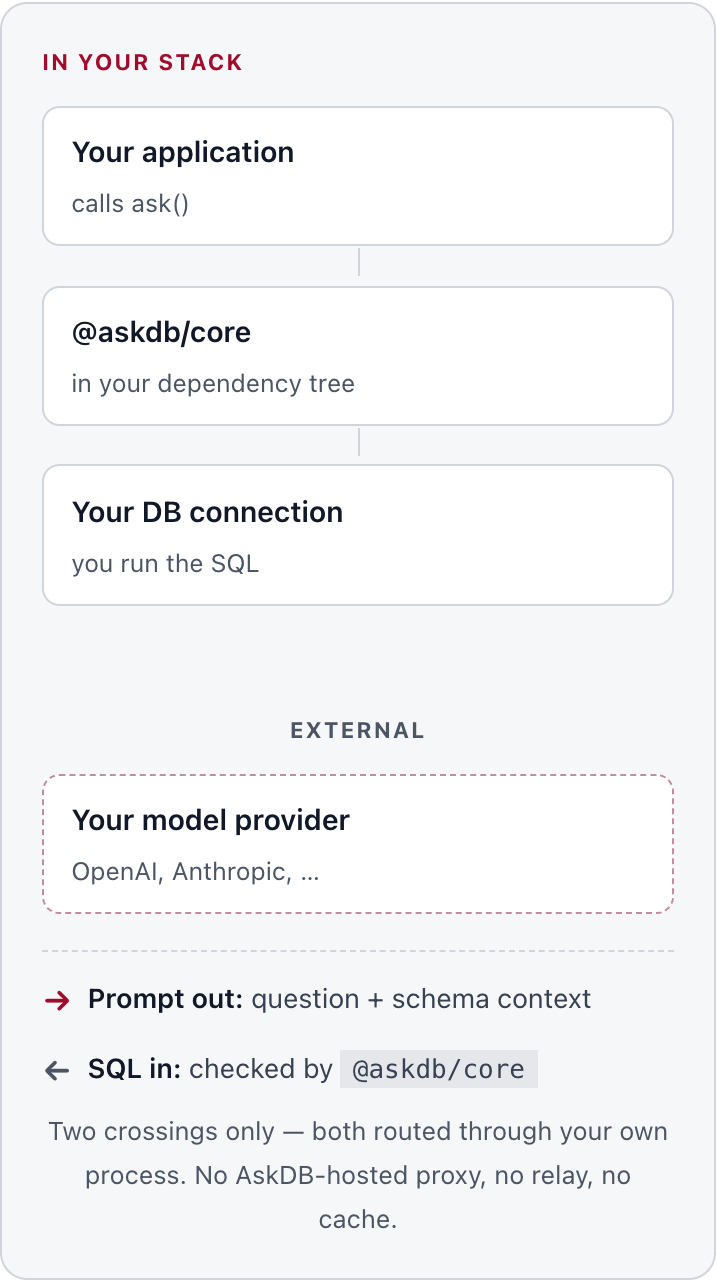 IN YOUR STACK
Your application
calls ask()
@askdb/core
in your dependency tree
Your DB connection
you run the SQL
EXTERNAL
Your model provider
OpenAI, Anthropic, ...
→ Prompt out: question + schema context
← SQL in: checked by @askdb/core
Two crossings only — both routed through your own
process. No AskDB-hosted proxy, no relay, no
cache.